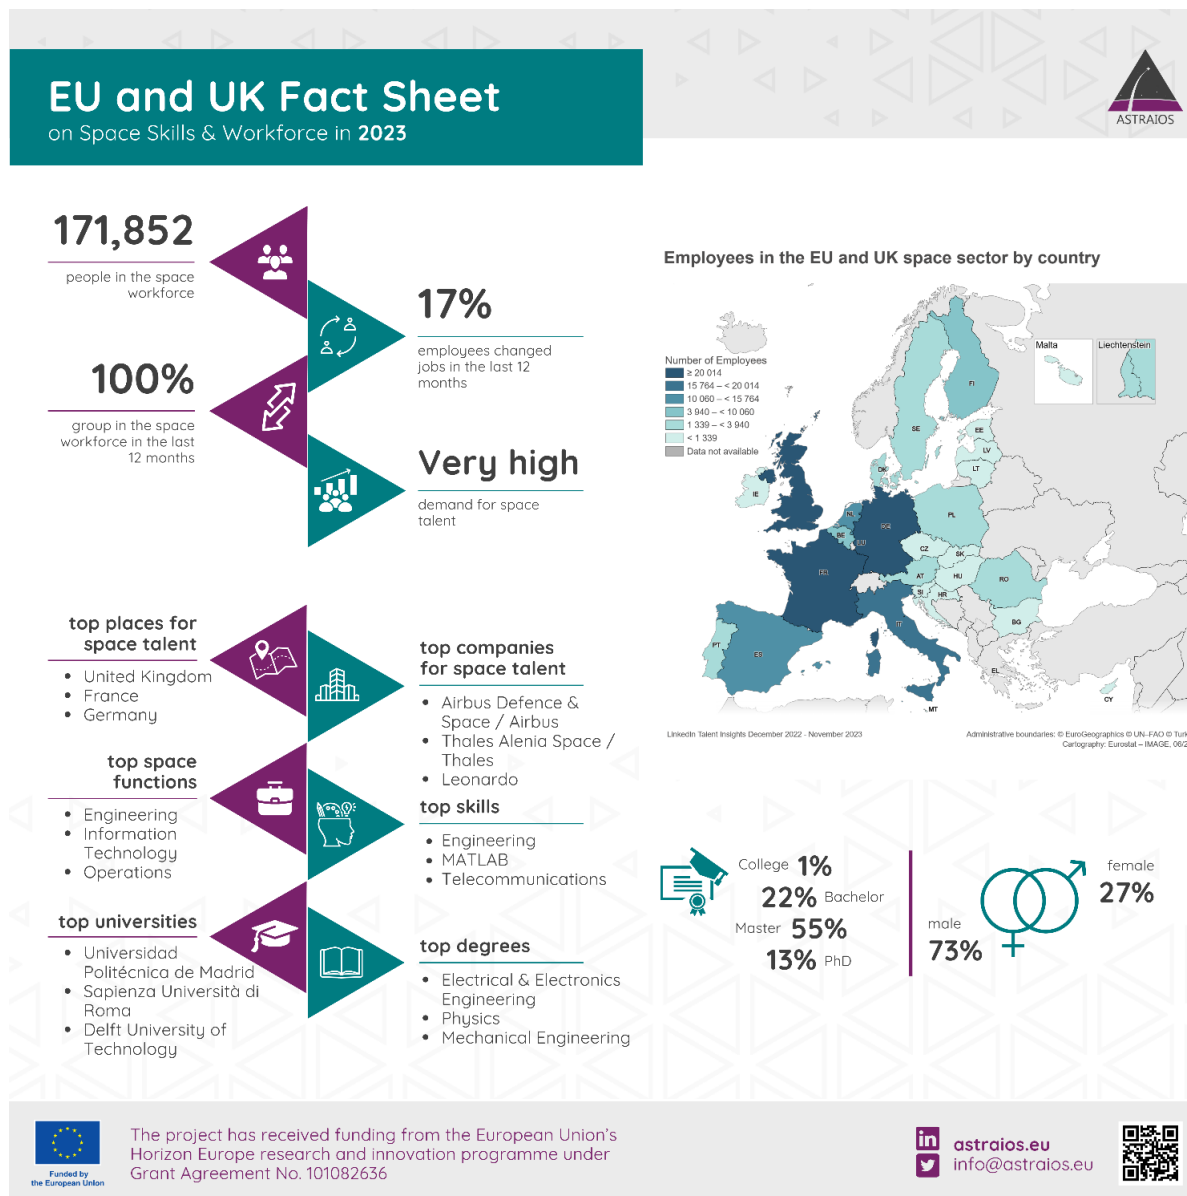 EU and UK Fact Sheet
on Space Skills & Workforce in 2023
ASTRAIOS
171,852
people in the space
workforce
17%
employees changed
jobs in the last 12
months
100%
group in the space
workforce in the last
12 months
Very high
demand for space
talent
top places for
space talent
• United Kingdom
• France
• Germany
top companies
for space talent
• Airbus Defence &
Space / Airbus
• Thales Alenia Space /
Thales
• Leonardo
top space
functions
• Engineering
• Information
Technology
• Operations
top skills
• Engineering
• MATLAB
• Telecommunications
top universities
• Universidad
Politécnica de Madrid
• Sapienza Università di
Roma
• Delft University of
Technology
top degrees
• Electrical & Electronics
Engineering
• Physics
• Mechanical Engineering
Employees in the EU and UK space sector by country
Number of Employees
≥ 20 014
15 764 – < 20 014
10 060 – < 15 764
3 940 – < 10 060
1 339 – < 3 940
< 1 339
Data not available
Malta
Liechtenstein
FI
SE
EE
LV
LT
DK
IE
NL
PL
DE
BE
LU
CZ
SK
FR
AT
HU
RO
SI
HR
BG
IT
PT
ES
EL
CY
MT
LinkedIn Talent Insights December 2022 - November 2023
Administrative boundaries: © EuroGeographics © UN–FAO © Turk
Cartography: Eurostat – IMAGE, 06/2
College 1%
22% Bachelor
Master 55%
13% PhD
male
73%
female
27%
Funded by
the European Union
The project has received funding from the European Union's
Horizon Europe research and innovation programme under
Grant Agreement No. 101082636
in
astraios.eu
info@astraios.eu